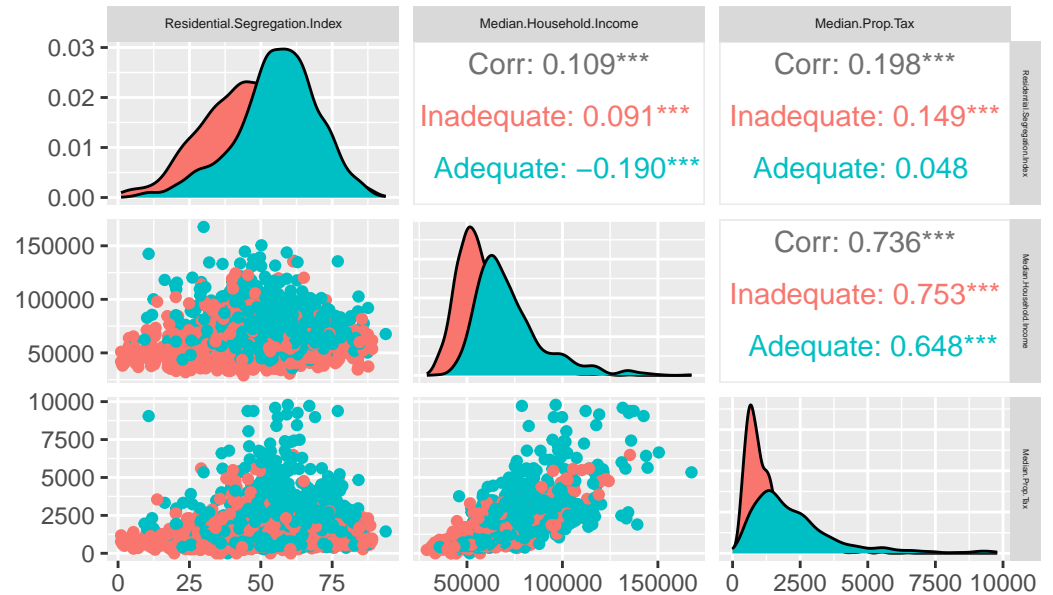 Residential.Segregation.Index Median.Household.Income Median.Prop.Tax
0.03
0.02
0.01
0.00
Corr: 0.109***
Inadequate: 0.091***
Adequate: −0.190***
Corr: 0.198***
Inadequate: 0.149***
Adequate: 0.048
Residential.Segregation.Index
150000
100000
50000
Corr: 0.736***
Inadequate: 0.753***
Adequate: 0.648***
Median.Household.Income
10000
7500
5000
2500
0
Median.Prop.Tax
0 25 50 75 50000 100000 150000 0 2500 5000 7500 10000